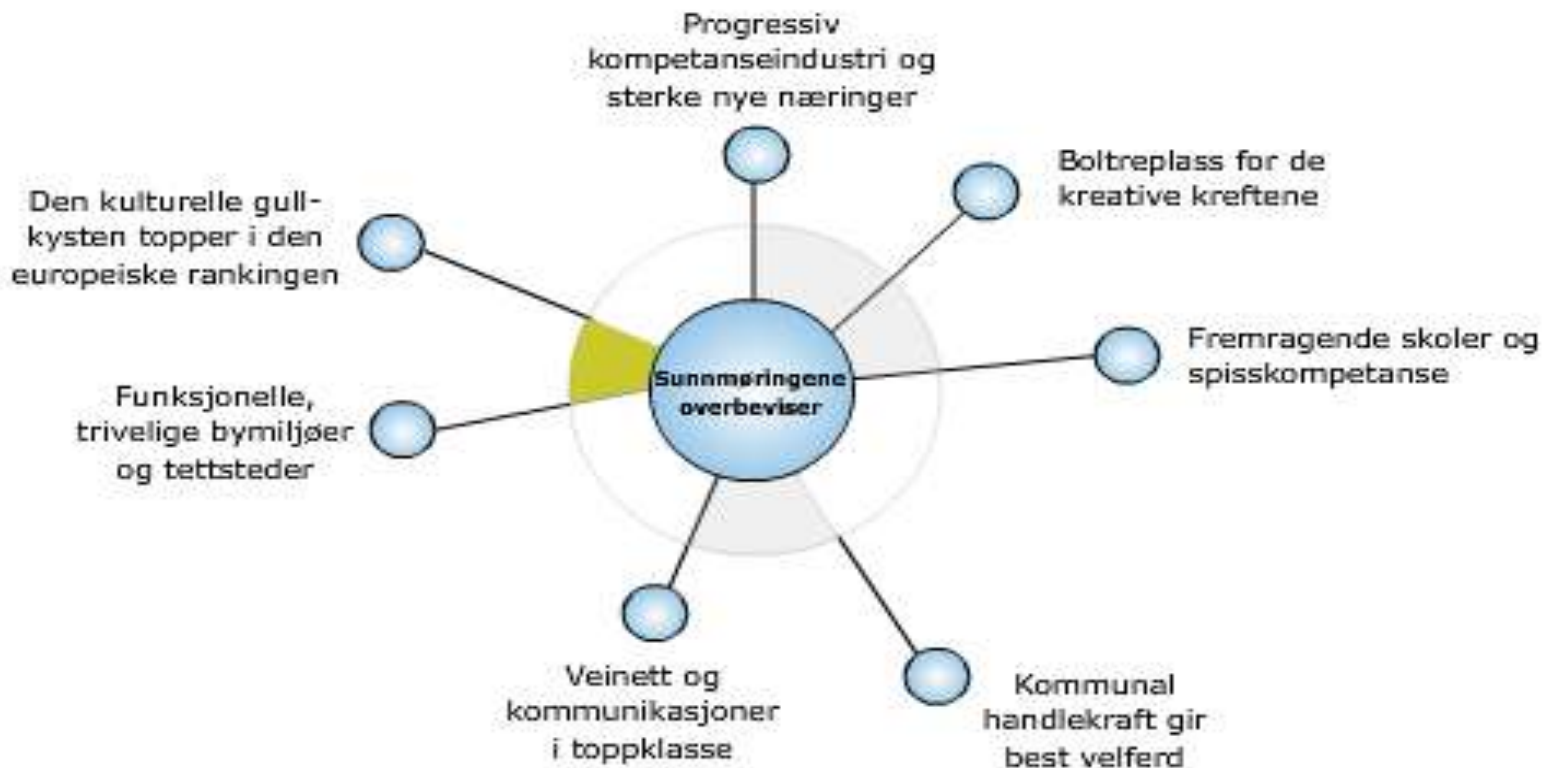 Progressiv
kompetanseindustri og
sterke nye næringer
Boltreplass for de
kreative kreftene
Den kulturelle gull-
kysten topper i den
europeiske rankingen
Fremragende skoler og
spisskompetanse
Sunnmøringene
overbeviser
Funksjonelle,
trivelige bymiljøer
og tettsteder
Veinett og
kommunikasjoner
i toppklasse
Kommunal
handlekraft gir
best velferd